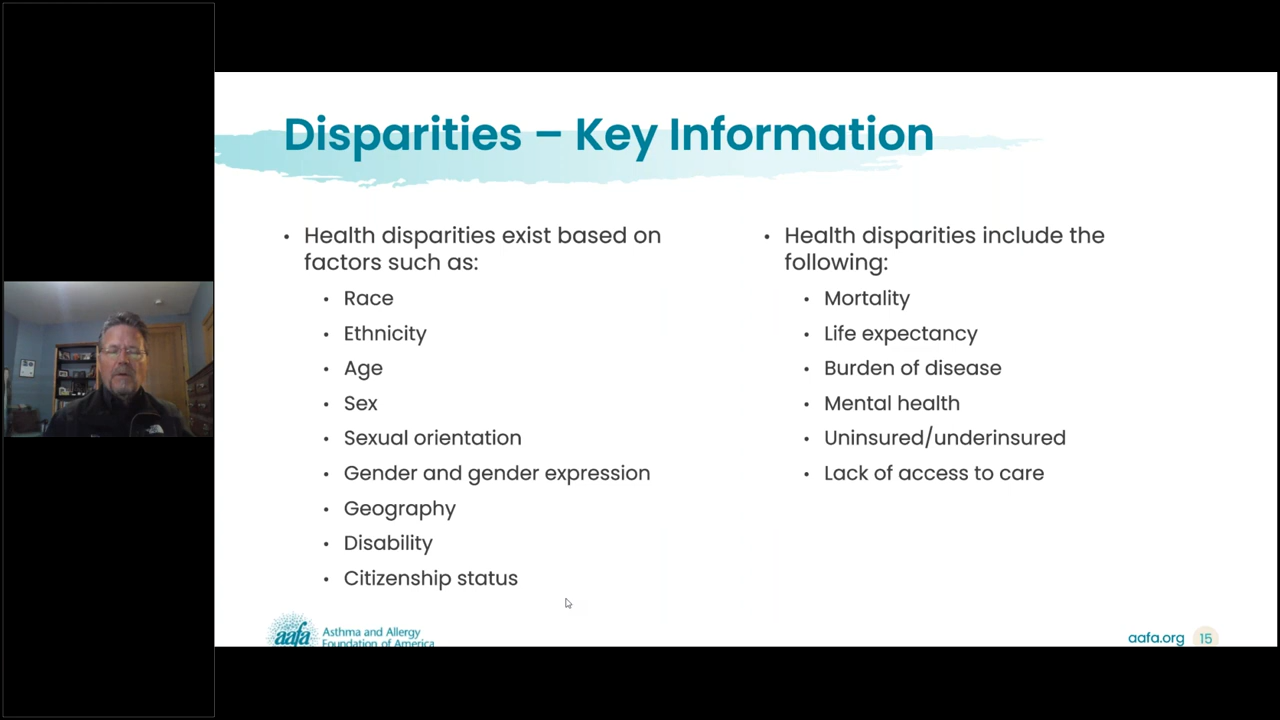 Disparities – Key Information
• Health disparities exist based on
factors such as:
• Race
• Ethnicity
• Age
• Sex
• Sexual orientation
• Gender and gender expression
• Geography
• Disability
• Citizenship status
• Health disparities include the
following:
• Mortality
• Life expectancy
• Burden of disease
• Mental health
• Uninsured/underinsured
• Lack of access to care
aafa
Asthma and Allergy
Foundation of America
aafa.org 15